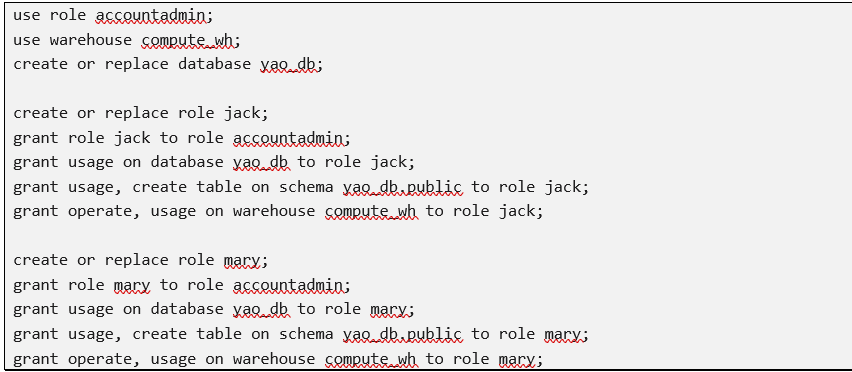 use role accountadmin;
use warehouse compute_wh;
create or replace database yao_db;
create or replace role jack;
grant role jack to role accountadmin;
grant usage on database yao_db to role jack;
grant usage, create table on schema yao_db.public to role jack;
grant operate, usage on warehouse compute_wh to role jack;
create or replace role mary;
grant role mary to role accountadmin;
grant usage on database yao_db to role mary;
grant usage, create table on schema yao_db.public to role mary;
grant operate, usage on warehouse compute_wh to role mary;